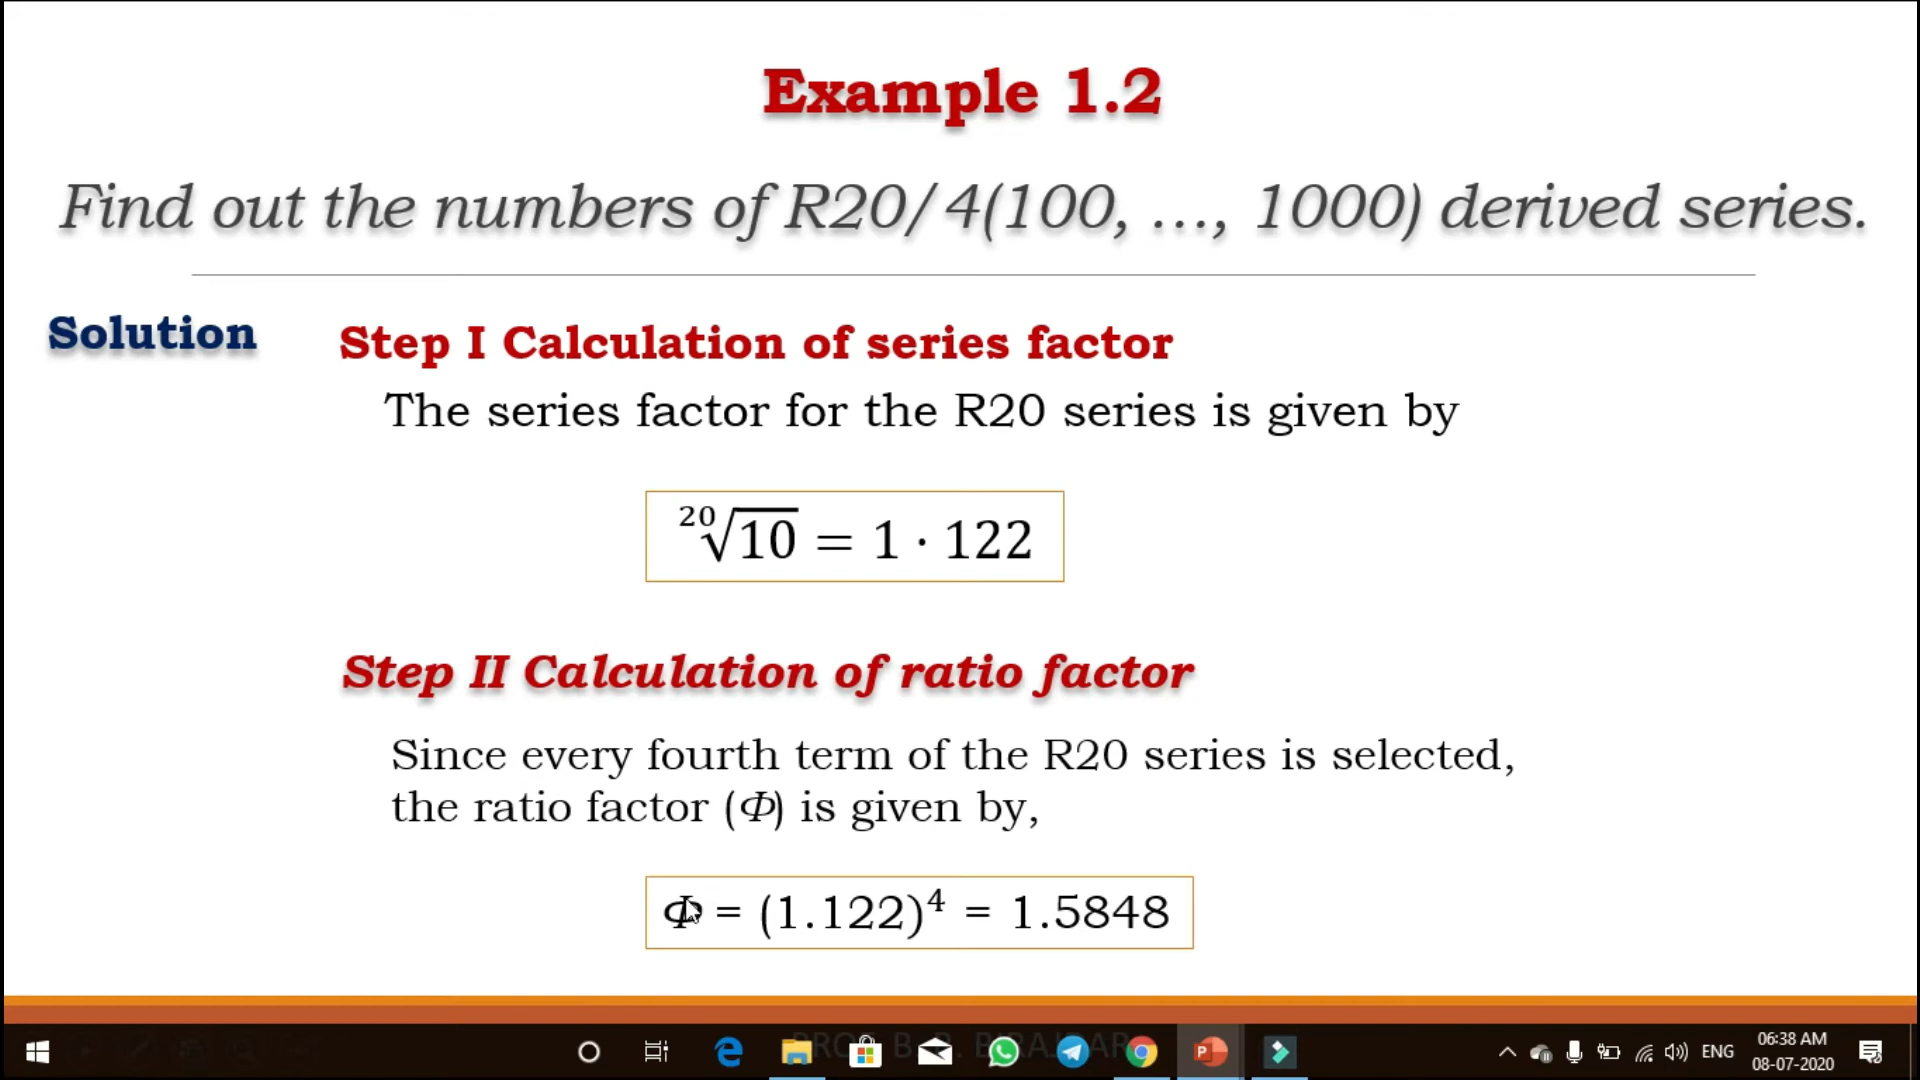 Example 1.2
Find out the numbers of R20/4(100, ..., 1000) derived series.
Solution
Step I Calculation of series factor
The series factor for the R20 series is given by
²⁰√10 = 1 · 122
Step II Calculation of ratio factor
Since every fourth term of the R20 series is selected,
the ratio factor (Φ) is given by,
Φ = (1.122)⁴ = 1.5848
ENG
06:38 AM
08-07-2020